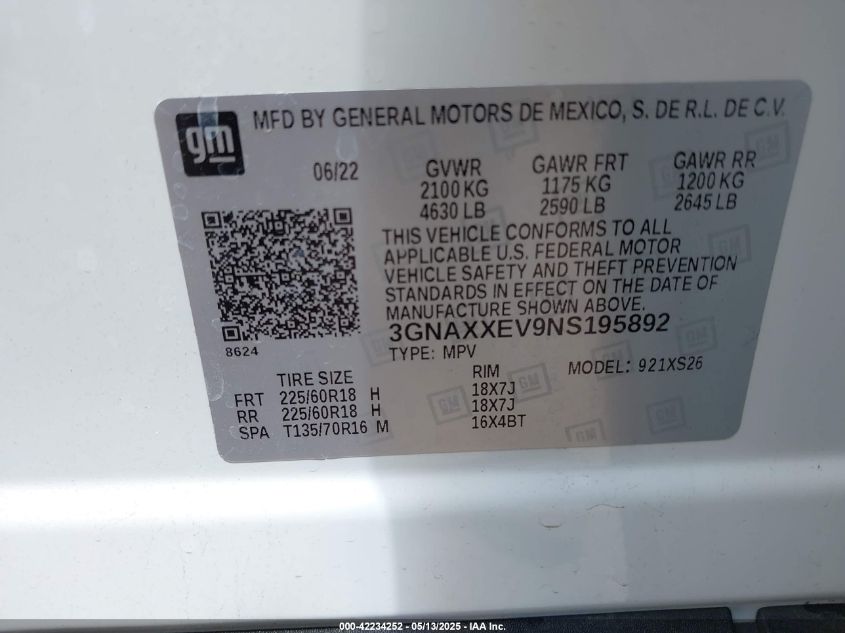 gm
MFD BY GENERAL MOTORS DE MEXICO, S. DE R.L. DE C.V.
06/22
GVWR GAWR FRT GAWR RR
2100 KG 1175 KG 1200 KG
4630 LB 2590 LB 2645 LB
THIS VEHICLE CONFORMS TO ALL
APPLICABLE U.S. FEDERAL MOTOR
VEHICLE SAFETY AND THEFT PREVENTION
STANDARDS IN EFFECT ON THE DATE OF
MANUFACTURE SHOWN ABOVE.
3GNAXXEV9NS195892
8624
TYPE: MPV MODEL: 921XS26
TIRE SIZE RIM
FRT 225/60R18 H 18X7J
RR 225/60R18 H 18X7J
SPA T135/70R16 M 16X4BT
000-42234252 - 05/13/2025 - IAA Inc.